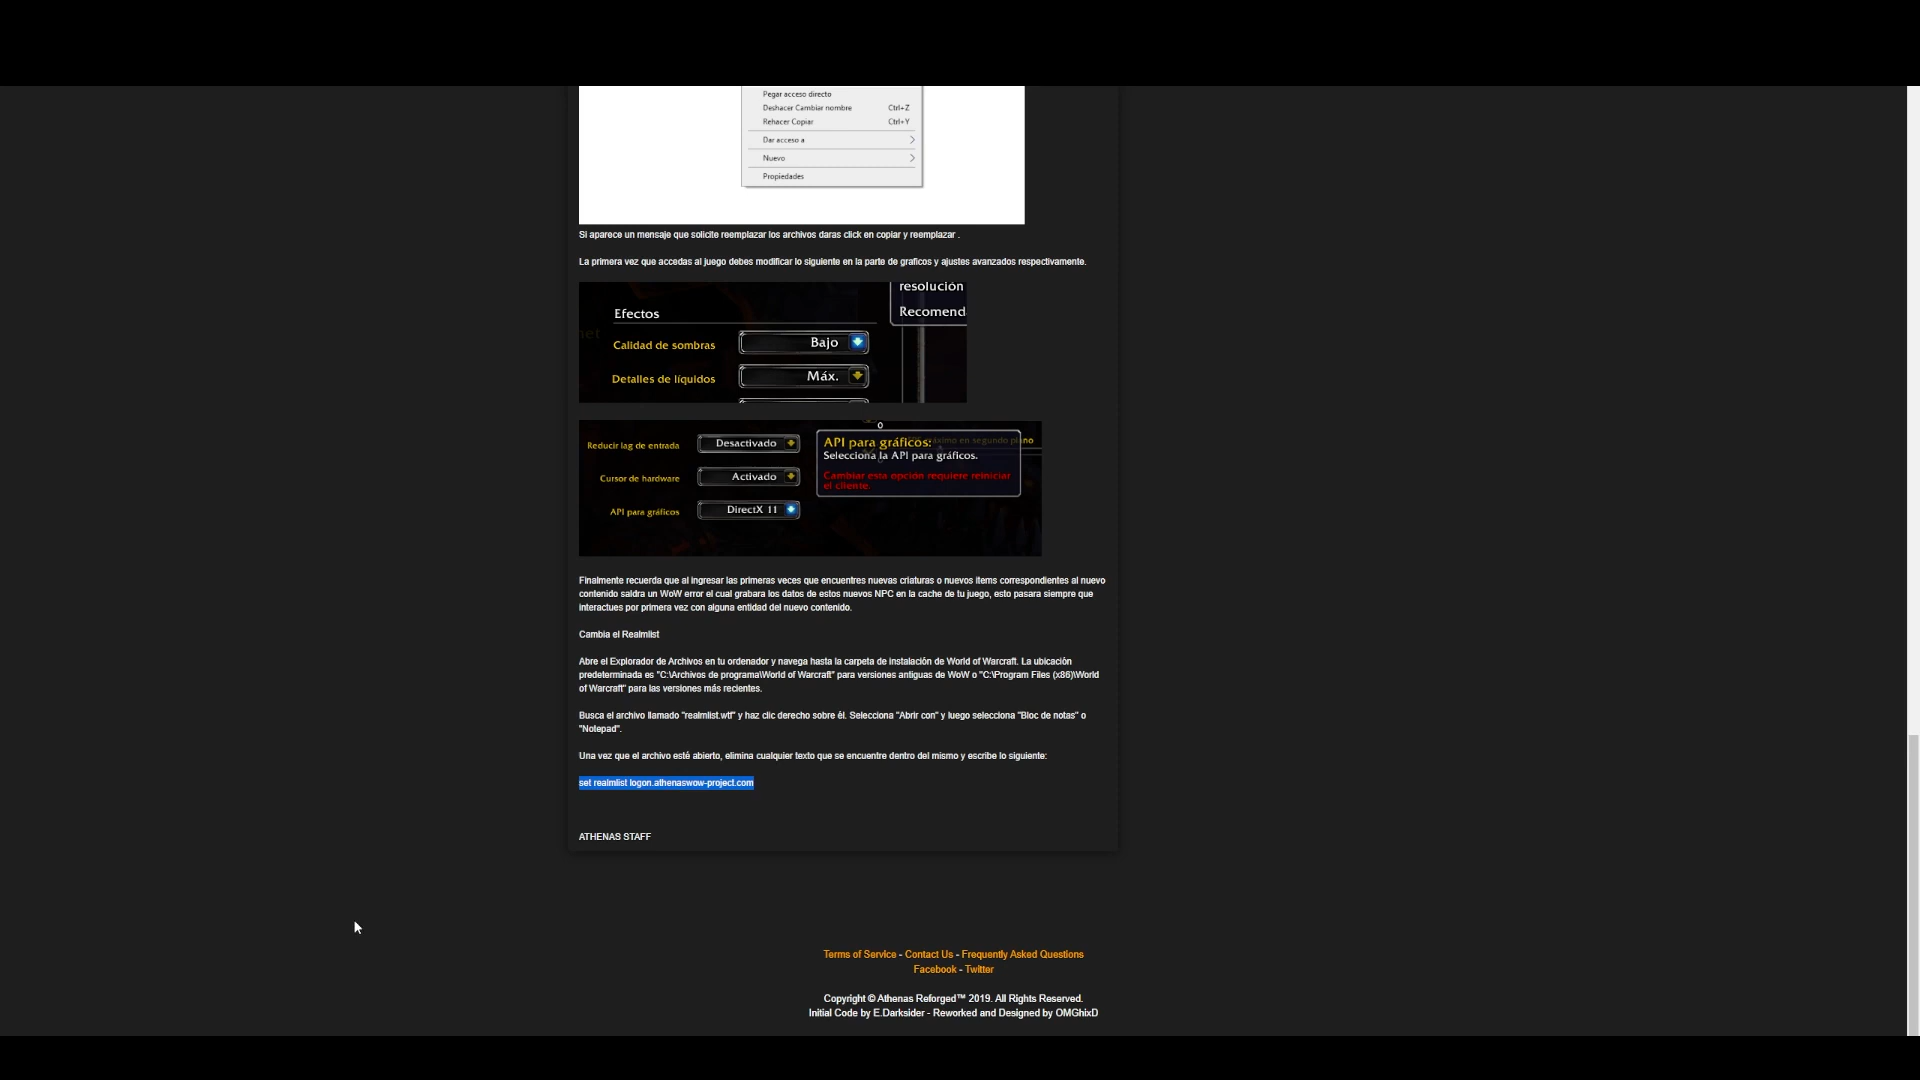 Pegar acceso directo
Deshacer Cambiar nombre Ctrl+Z
Rehacer Copiar Ctrl+Y
Dar acceso a
Nuevo
Propiedades
Si aparece un mensaje que solicite reemplazar los archivos daras click en copiar y reemplazar .
La primera vez que accedas al juego debes modificar lo siguiente en la parte de graficos y ajustes avanzados respectivamente.
resolución
Recomend
Efectos
Calidad de sombras Bajo
Detalles de líquidos Máx.
Reducir lag de entrada Desactivado
Cursor de hardware Activado
API para gráficos DirectX 11
API para gráficos: máximo en segundo plano
Selecciona la API para gráficos.
Cambiar esta opción requiere reiniciar
el cliente.
Finalmente recuerda que al ingresar las primeras veces que encuentres nuevas criaturas o nuevos items correspondientes al nuevo
contenido saldra un WoW error el cual grabara los datos de estos nuevos NPC en la cache de tu juego, esto pasara siempre que
interactues por primera vez con alguna entidad del nuevo contenido.
Cambia el Realmlist
Abre el Explorador de Archivos en tu ordenador y navega hasta la carpeta de instalación de World of Warcraft. La ubicación
predeterminada es "C:\Archivos de programa\World of Warcraft" para versiones antiguas de WoW o "C:\Program Files (x86)\World
of Warcraft" para las versiones más recientes.
Busca el archivo llamado "realmlist.wtf" y haz clic derecho sobre él. Selecciona "Abrir con" y luego selecciona "Bloc de notas" o
"Notepad".
Una vez que el archivo esté abierto, elimina cualquier texto que se encuentre dentro del mismo y escribe lo siguiente:
set realmlist logon.athenaswow-project.com
ATHENAS STAFF
Terms of Service - Contact Us - Frequently Asked Questions
Facebook - Twitter
Copyright © Athenas Reforged™ 2019. All Rights Reserved.
Initial Code by E.Darksider - Reworked and Designed by OMGhixD